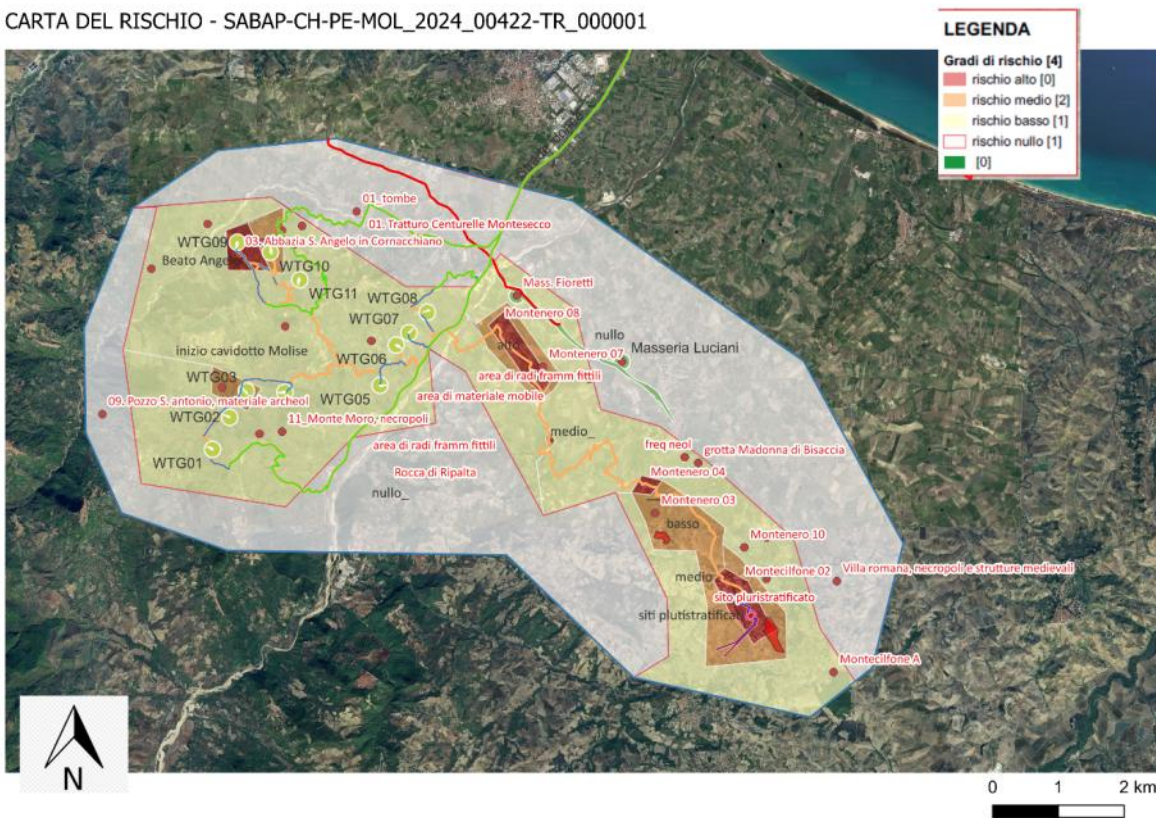 CARTA DEL RISCHIO - SABAP-CH-PE-MOL_2024_00422-TR_000001
LEGENDA
Gradi di rischio [4]
rischio alto [0]
rischio medio [2]
rischio basso [1]
rischio nullo [1]
[0]
01_tombe
01. Tratturo Centurelle Montesecco
WTG09
03. Abbazia S. Angelo in Cornacchiano
Beato Ange
WTG10
WTG11
Mass. Fioretti
WTG08
WTG07
Montenero 08
nullo
alto
inizio cavidotto Molise
WTG06
Montenero 07
Masseria Luciani
WTG03
area di radi framm fittili
WTG05
area di materiale mobile
09. Pozzo S. antonio, materiale archeol
WTG02
11_Monte Moro, necropoli
medio_
WTG01
area di radi framm fittili
freq neol
grotta Madonna di Bisaccia
Rocca di Ripalta
Montenero 04
nullo_
Montenero 03
basso
Montenero 10
medio
Montecilfone 02
Villa romana, necropoli e strutture medievali
sito pluristratificato
siti plutistratificat
Montecilfone A
N
0 1 2 km